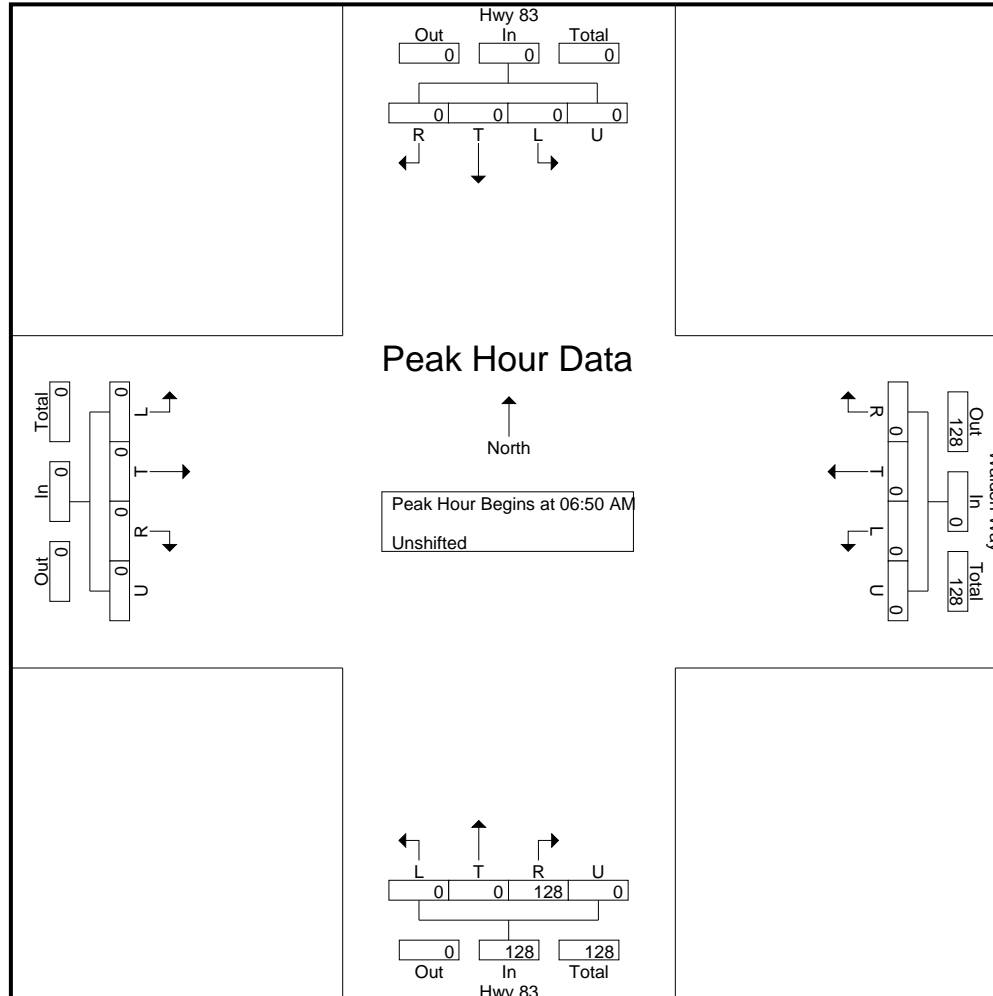 Hwy 83
Out In Total
0 0 0
0 0 0 0
R T L U
Peak Hour Data
North
Peak Hour Begins at 06:50 AM
Unshifted
Total In Out
0 0 0
0 0 0 0
L T R U
R T L U
0 0 0 0
Out In Total
128 0 128
Way
L T R U
0 0 128 0
0 128 128
Out In Total
Hwy 83